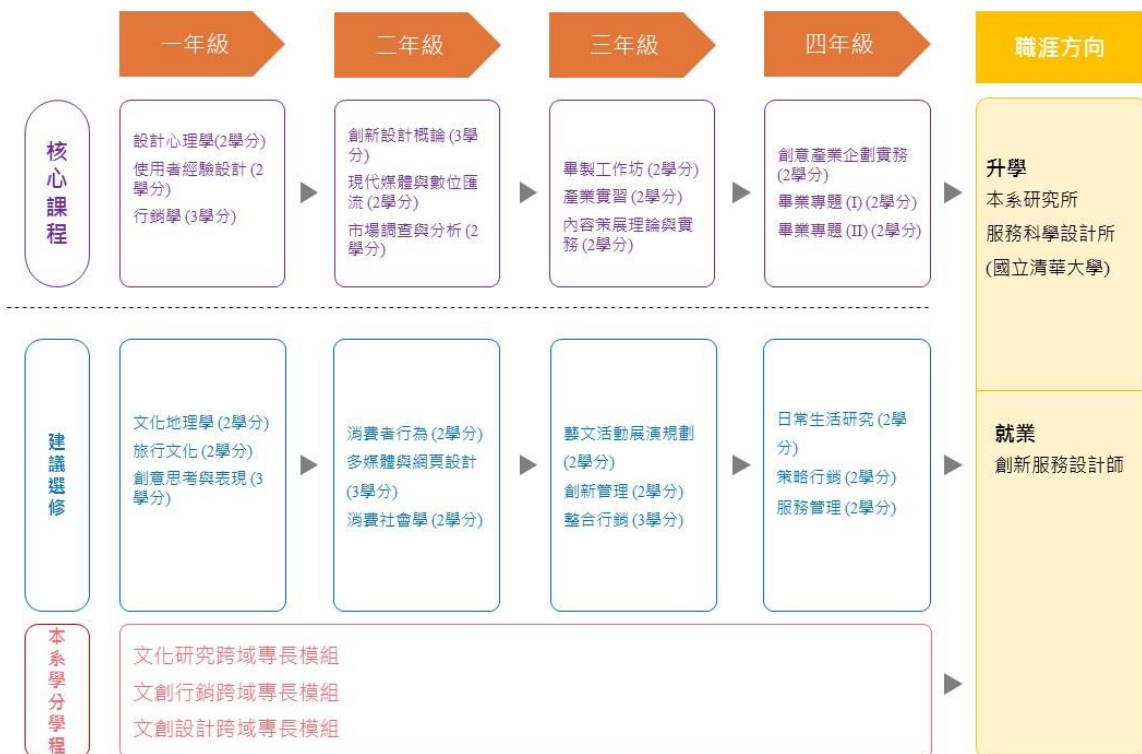 一年級
二年級
三年級
四年級
職涯方向
核心課程
設計心理學(2學分)
使用者經驗設計 (2
學分)
行銷學 (3學分)
創新設計概論 (3學
分)
現代媒體與數位匯
流 (2學分)
市場調查與分析 (2
學分)
畢製工作坊 (2學分)
產業實習 (2學分)
內容策展理論與實
務 (2學分)
創意產業企劃實務
(2學分)
畢業專題 (I) (2學分)
畢業專題 (II) (2學分)
升學
本系研究所
服務科學設計所
(國立清華大學)
建議選修
文化地理學 (2學分)
旅行文化 (2學分)
創意思考與表現 (3
學分)
消費者行為 (2學分)
多媒體與網頁設計
(3學分)
消費社會學 (2學分)
藝文活動展演規劃
(2學分)
創新管理 (2學分)
整合行銷 (3學分)
日常生活研究 (2學
分)
策略行銷 (2學分)
服務管理 (2學分)
就業
創新服務設計師
本系學分學程
文化研究跨域專長模組
文創行銷跨域專長模組
文創設計跨域專長模組